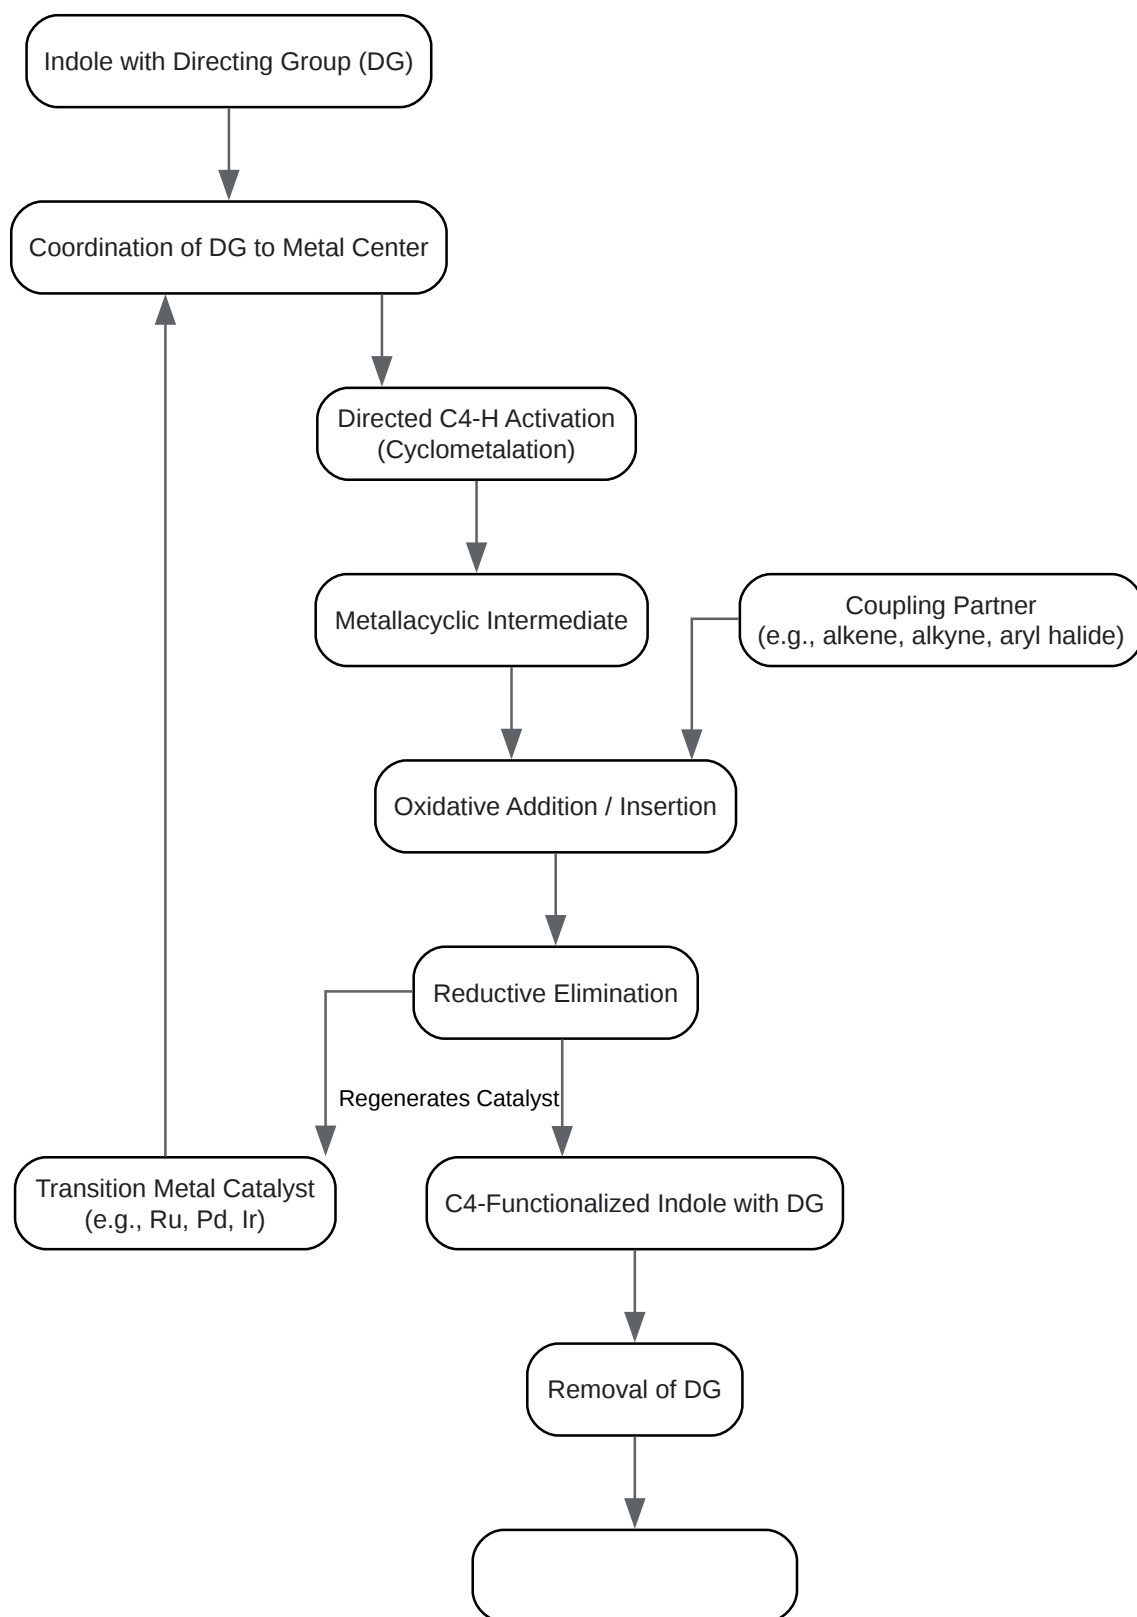 Indole with Directing Group (DG)
Coordination of DG to Metal Center
Directed C4-H Activation
(Cyclometalation)
Metallacyclic Intermediate
Coupling Partner
(e.g., alkene, alkyne, aryl halide)
Oxidative Addition / Insertion
Reductive Elimination
Regenerates Catalyst
Transition Metal Catalyst
(e.g., Ru, Pd, Ir)
C4-Functionalized Indole with DG
Removal of DG